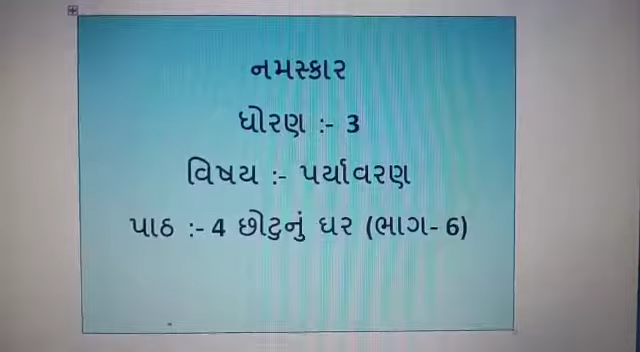 નમસ્કાર
ધોરણ :- 3
વિષય :- પર્યાવરણ
પાઠ :- 4 છોટુનું ઘર (ભાગ- 6)